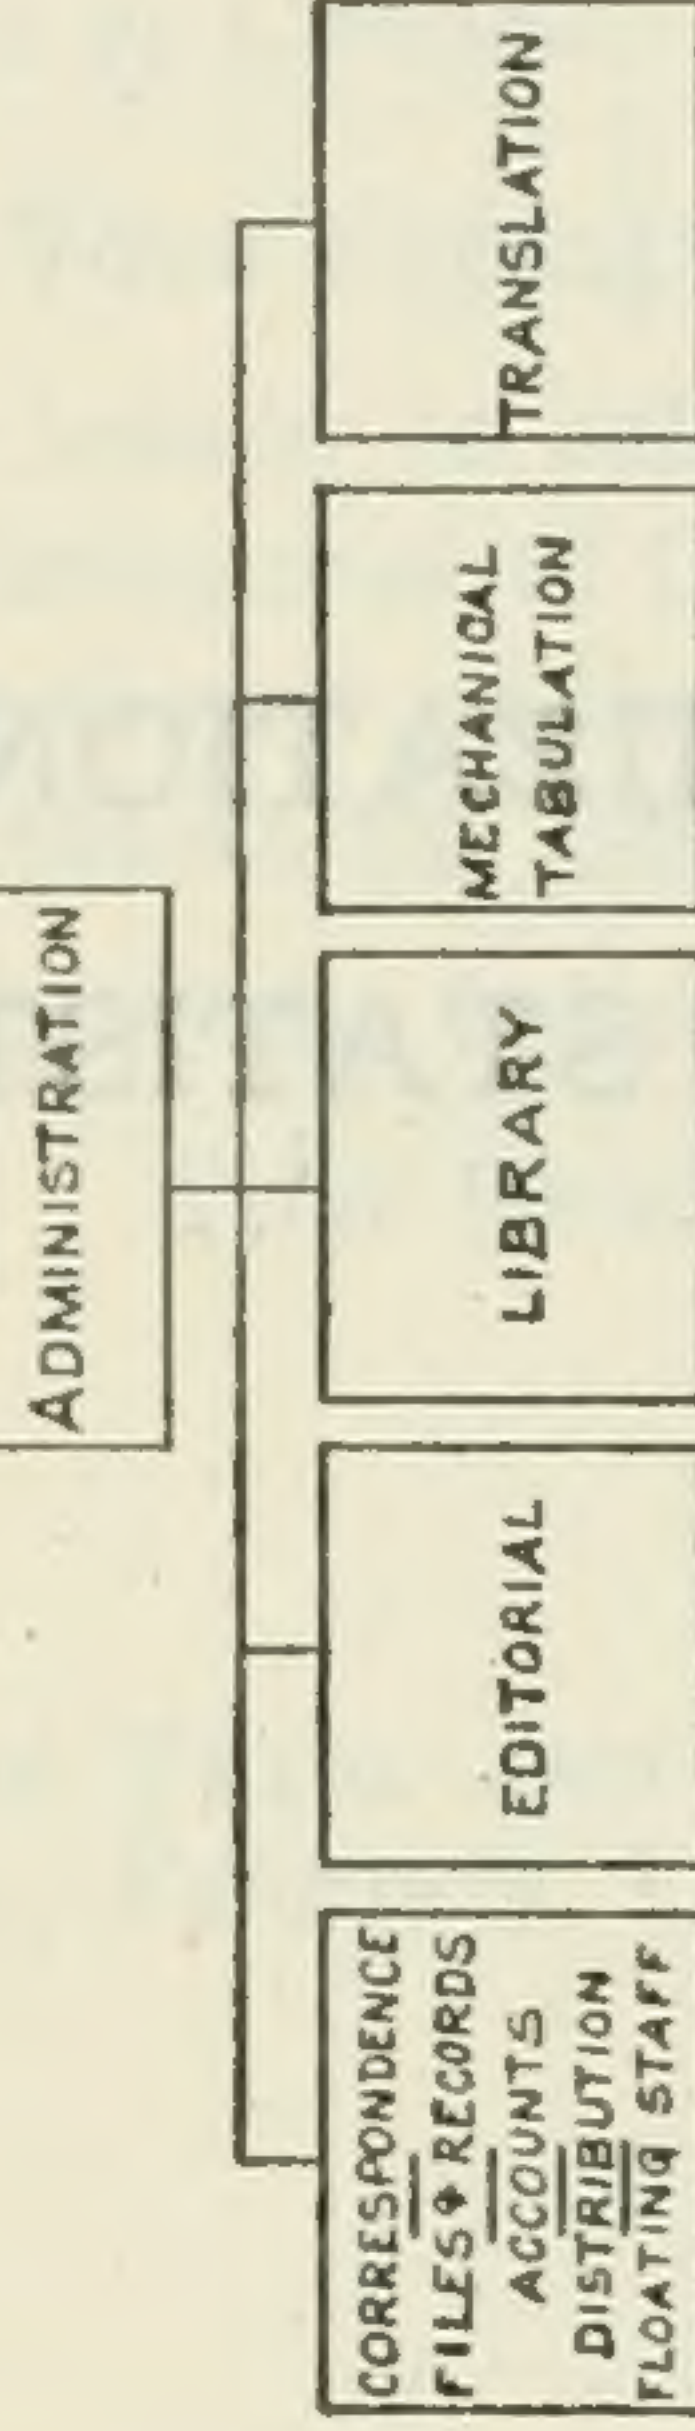 ADMINISTRATION
CORRESPONDENCE
FILES & RECORDS
ACCOUNTS
DISTRIBUTION
FLOATING STAFF
EDITORIAL
LIBRARY
MECHANICAL
TABULATION
TRANSLATION